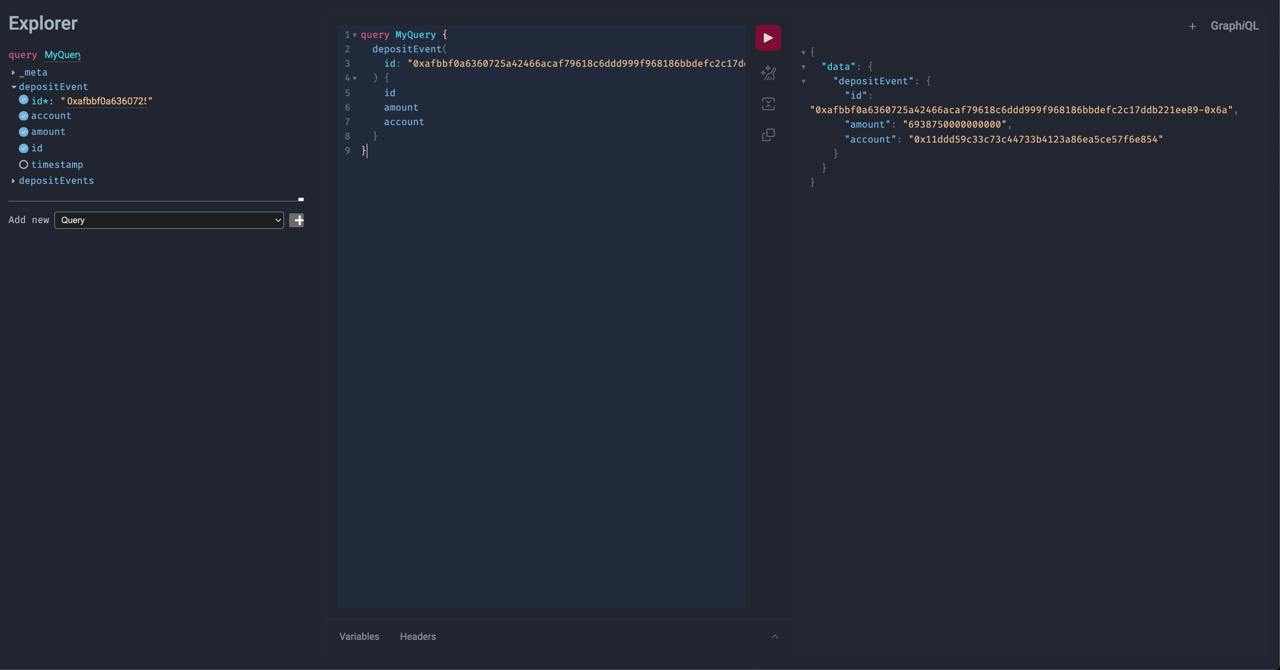 Explorer
query MyQuery
_meta
depositEvent
id*: "0xafbbf0a636072!"
account
amount
id
timestamp
depositEvents
Add new Query
1 query MyQuery {
2 depositEvent(
3 id: "0xafbbf0a6360725a42466acaf79618c6ddd999f968186bbdefc2c17d
4 ) {
5 id
6 amount
7 account
8 }
9 }
Variables Headers
+ GraphiQL
{
"data": {
"depositEvent": {
"id":
"0xafbbf0a6360725a42466acaf79618c6ddd999f968186bbdefc2c17ddb221ee89-0x6a",
"amount": "6938750000000000",
"account": "0x11ddd59c33c73c44733b4123a86ea5ce57f6e854"
}
}
}